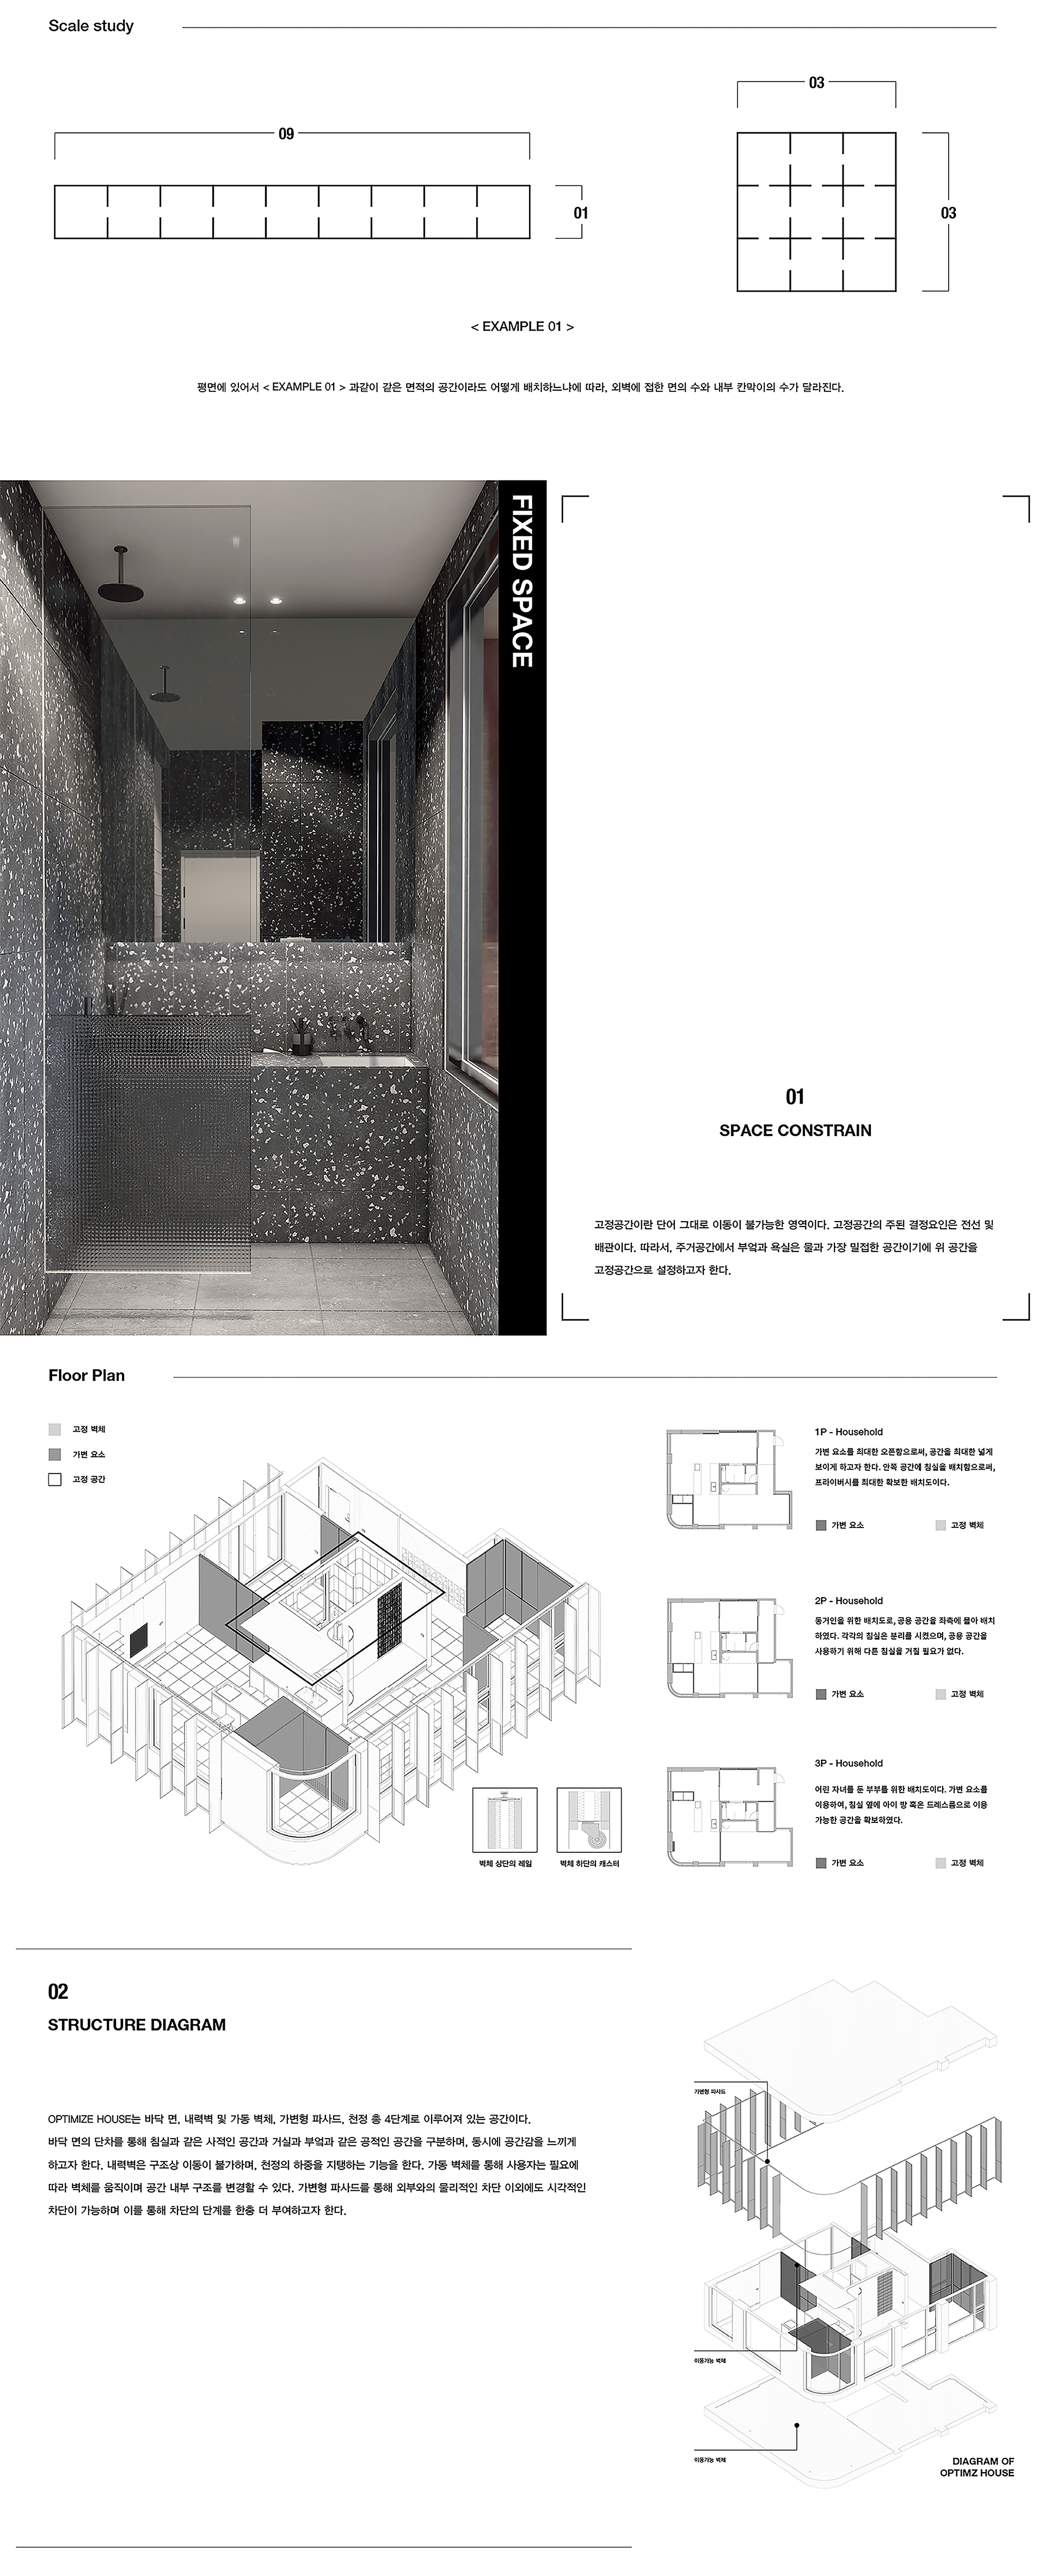 Scale study
09
01
03
03
< EXAMPLE 01 >
평면에 있어서 < EXAMPLE 01 > 과같이 같은 면적의 공간이라도 어떻게 배치하느냐에 따라, 외벽에 접한 면의 수와 내부 칸막이의 수가 달라진다.
FIXED SPACE
01
SPACE CONSTRAIN
고정공간이란 단어 그대로 이동이 불가능한 영역이다. 고정공간의 주된 결정요인은 전선 및
배관이다. 따라서, 주거공간에서 부엌과 욕실은 물과 가장 밀접한 공간이기에 위 공간을
고정공간으로 설정하고자 한다.
Floor Plan
고정 벽체
가변 요소
고정 공간
벽체 상단의 레일
벽체 하단의 캐스터
1P - Household
가변 요소를 최대한 오픈함으로써, 공간을 최대한 넓게
보이게 하고자 한다. 안쪽 공간에 침실을 배치함으로써,
프라이버시를 최대한 확보한 배치도이다.
가변 요소
고정 벽체
2P - Household
동거인을 위한 배치도로, 공용 공간을 좌측에 몰아 배치
하였다. 각각의 침실은 분리를 시켰으며, 공용 공간을
사용하기 위해 다른 침실을 거칠 필요가 없다.
가변 요소
고정 벽체
3P - Household
어린 자녀를 둔 부부를 위한 배치도이다. 가변 요소를
이용하여, 침실 옆에 아이 방 혹은 드레스룸으로 이용
가능한 공간을 확보하였다.
가변 요소
고정 벽체
02
STRUCTURE DIAGRAM
OPTIMIZE HOUSE는 바닥 면, 내력벽 및 가동 벽체, 가변형 파사드, 천정 총 4단계로 이루어져 있는 공간이다.
바닥 면의 단차를 통해 침실과 같은 사적인 공간과 거실과 부엌과 같은 공적인 공간을 구분하며, 동시에 공간감을 느끼게
하고자 한다. 내력벽은 구조상 이동이 불가하며, 천정의 하중을 지탱하는 기능을 한다. 가동 벽체를 통해 사용자는 필요에
따라 벽체를 움직이며 공간 내부 구조를 변경할 수 있다. 가변형 파사드를 통해 외부와의 물리적인 차단 이외에도 시각적인
차단이 가능하며 이를 통해 차단의 단계를 한층 더 부여하고자 한다.
가변형 파사드
이동가능 벽체
이동가능 벽체
DIAGRAM OF
OPTIMZ HOUSE